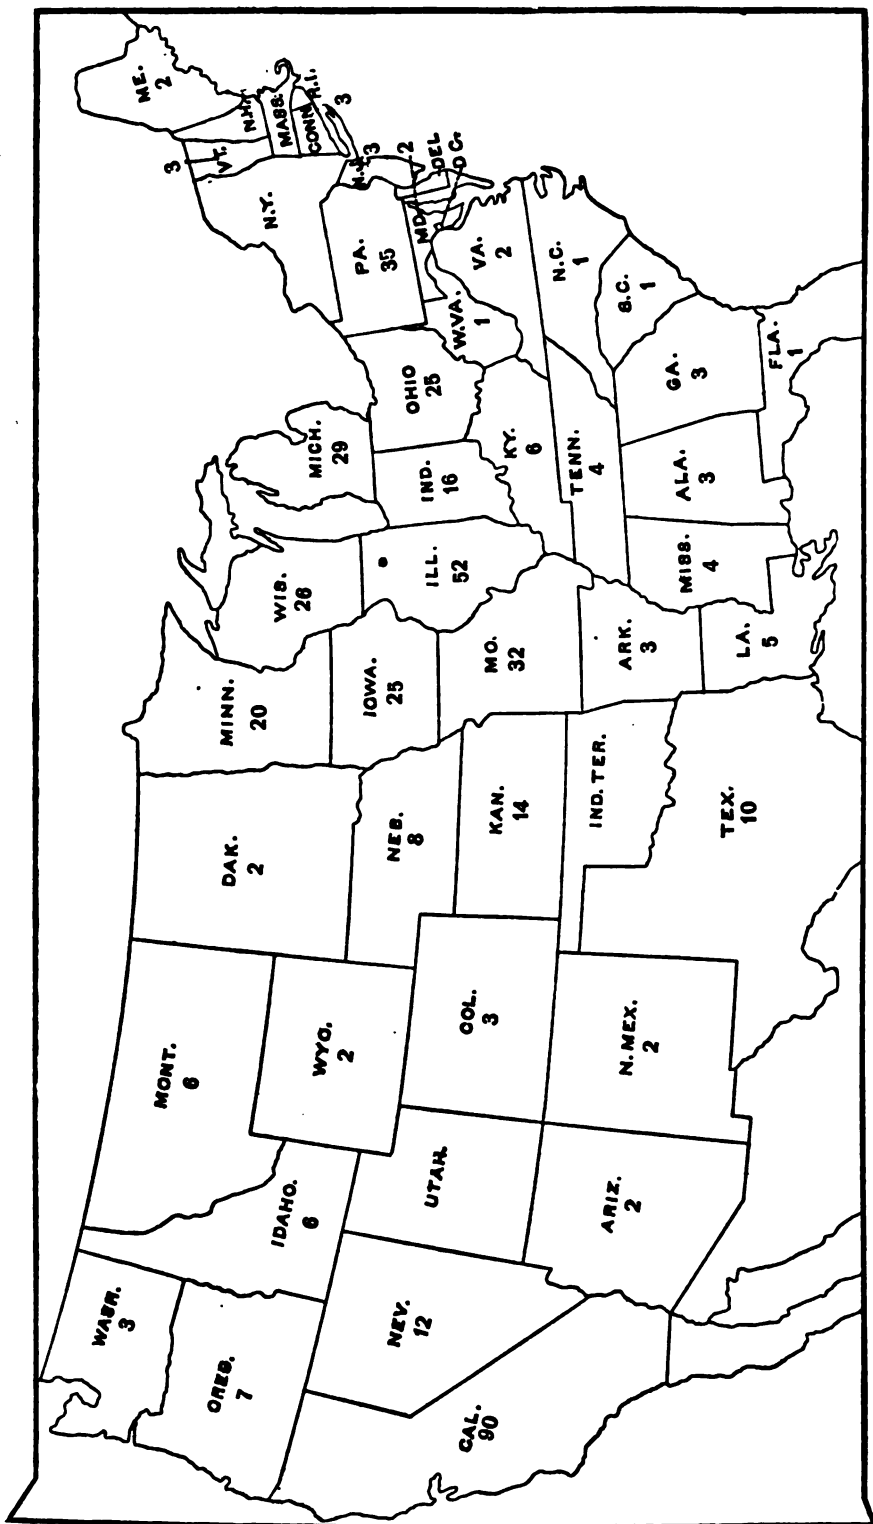 WASH.
3
OREG.
7
CAL.
90
NEV.
12
IDAHO.
6
MONT.
6
WYO.
2
UTAH.
ARIZ.
2
COL.
3
N.MEX.
2
DAK.
2
NEB.
8
KAN.
14
IND.TER.
TEX.
10
MINN.
20
IOWA.
25
MO.
32
ARK.
3
LA.
5
WIS.
26
ILL.
52
MISS.
4
MICH.
29
IND.
16
KY.
6
TENN.
4
ALA.
3
OHIO
25
GA.
3
FLA.
1
W.VA.
1
VA.
2
N.C.
1
S.C.
1
PA.
35
N.Y.
MD.
DEL
D.C.
2
N.J.
3
VT.
3
N.H.
MASS.
CONN.
R.I.
3
ME.
2